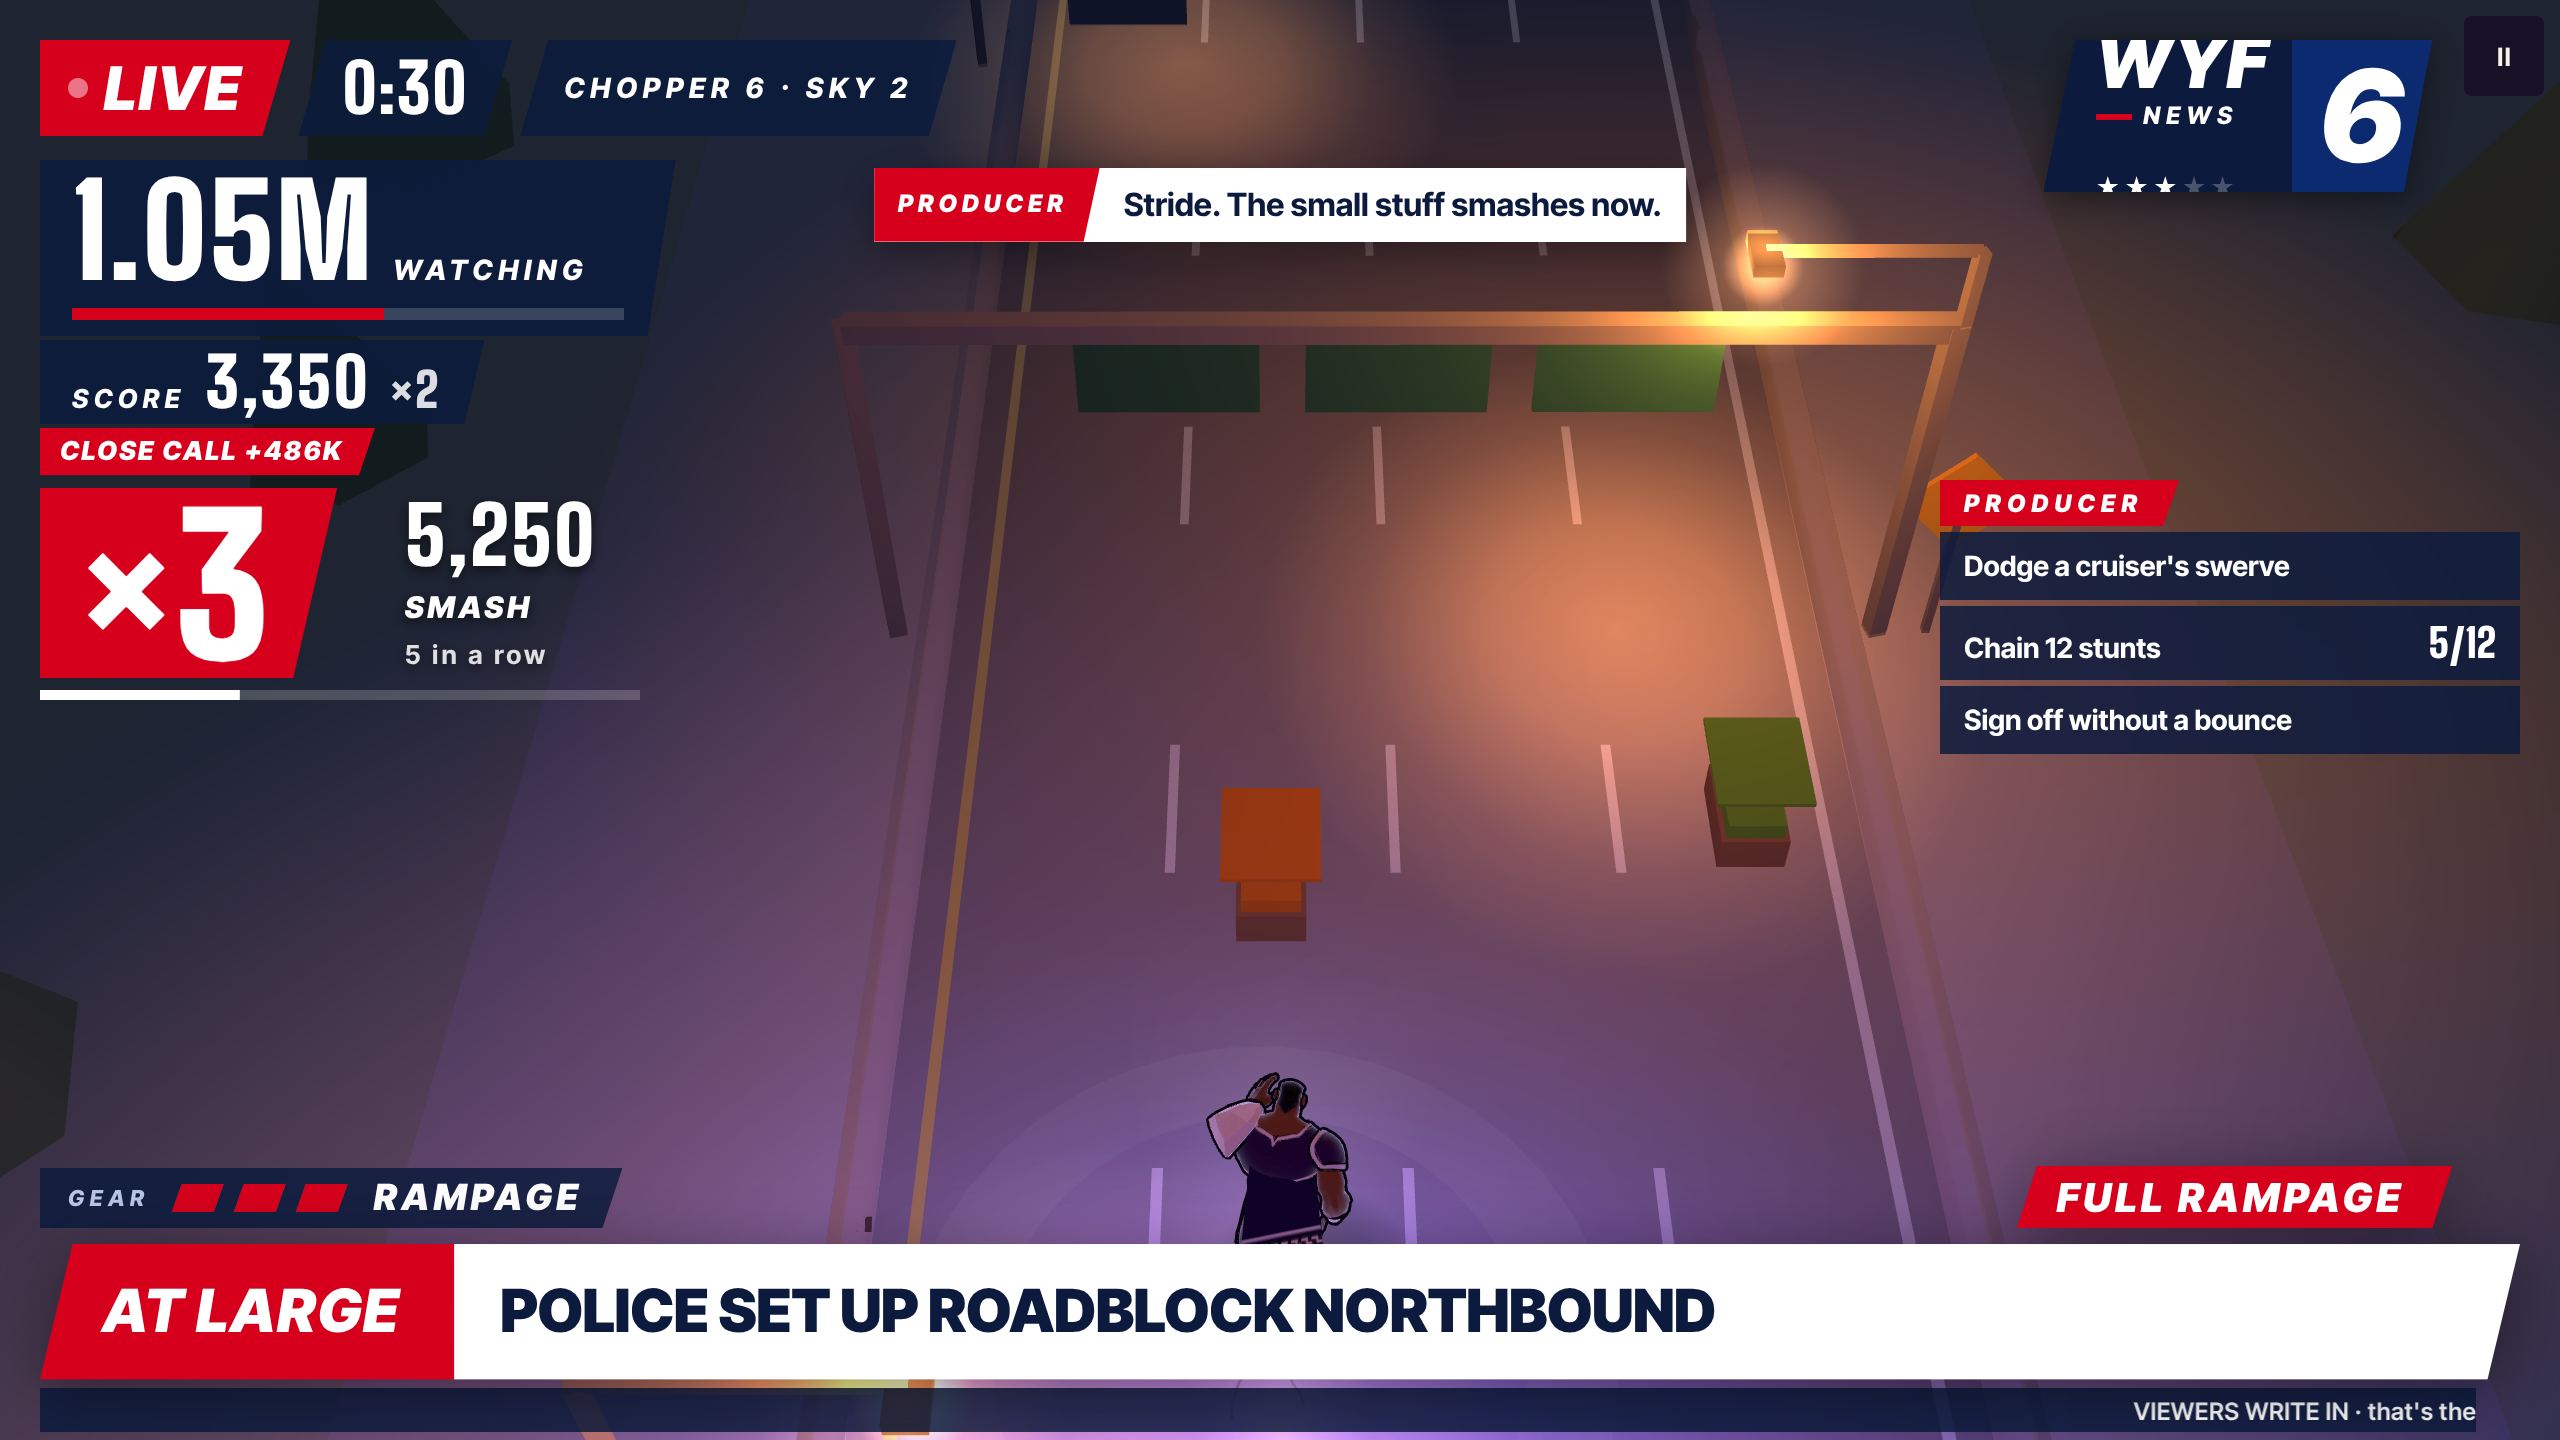 LIVE
0:30
CHOPPER 6 · SKY 2
WYF
NEWS
6
1.05M WATCHING
PRODUCER
Stride. The small stuff smashes now.
SCORE 3,350 ×2
CLOSE CALL +486K
×3
5,250
SMASH
5 in a row
PRODUCER
Dodge a cruiser's swerve
Chain 12 stunts 5/12
Sign off without a bounce
GEAR RAMPAGE
FULL RAMPAGE
AT LARGE
POLICE SET UP ROADBLOCK NORTHBOUND
VIEWERS WRITE IN · that's the